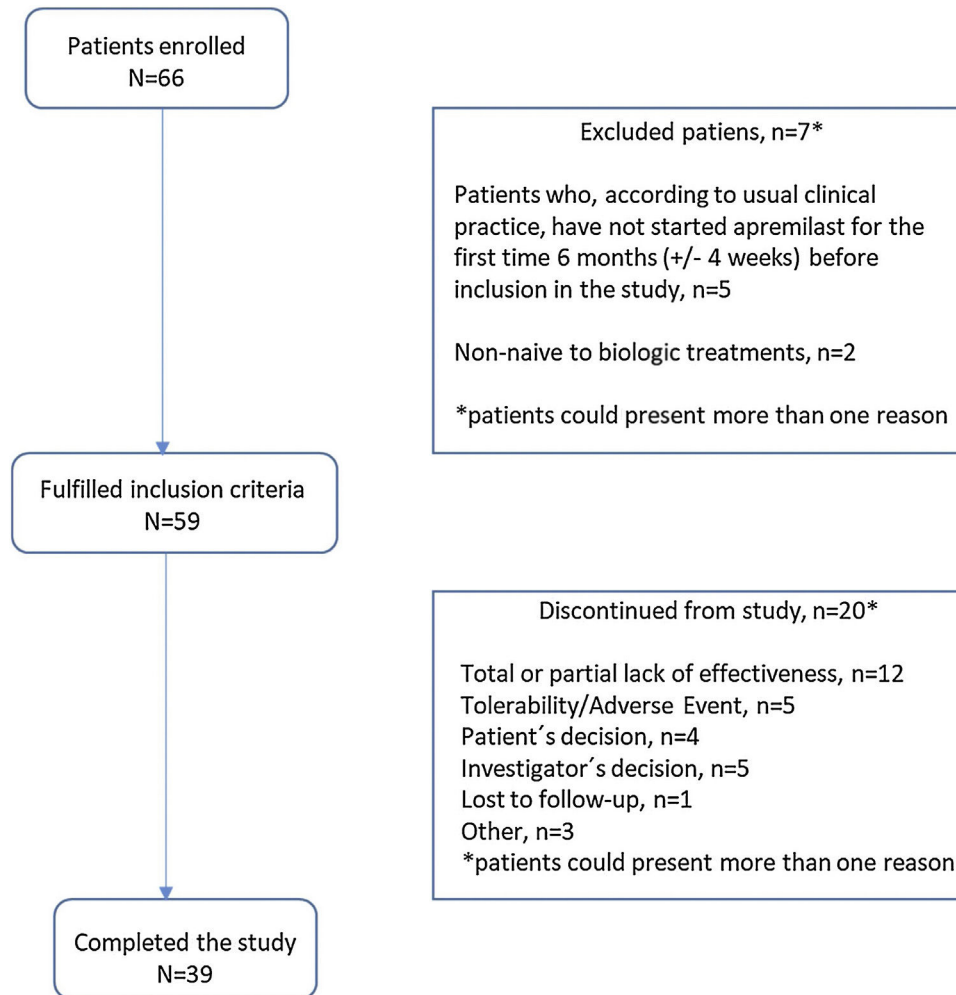 Patients enrolled
N=66
Excluded patiens, n=7*
Patients who, according to usual clinical
practice, have not started apremilast for the
first time 6 months (+/- 4 weeks) before
inclusion in the study, n=5
Non-naive to biologic treatments, n=2
*patients could present more than one reason
Fulfilled inclusion criteria
N=59
Discontinued from study, n=20*
Total or partial lack of effectiveness, n=12
Tolerability/Adverse Event, n=5
Patient´s decision, n=4
Investigator´s decision, n=5
Lost to follow-up, n=1
Other, n=3
*patients could present more than one reason
Completed the study
N=39